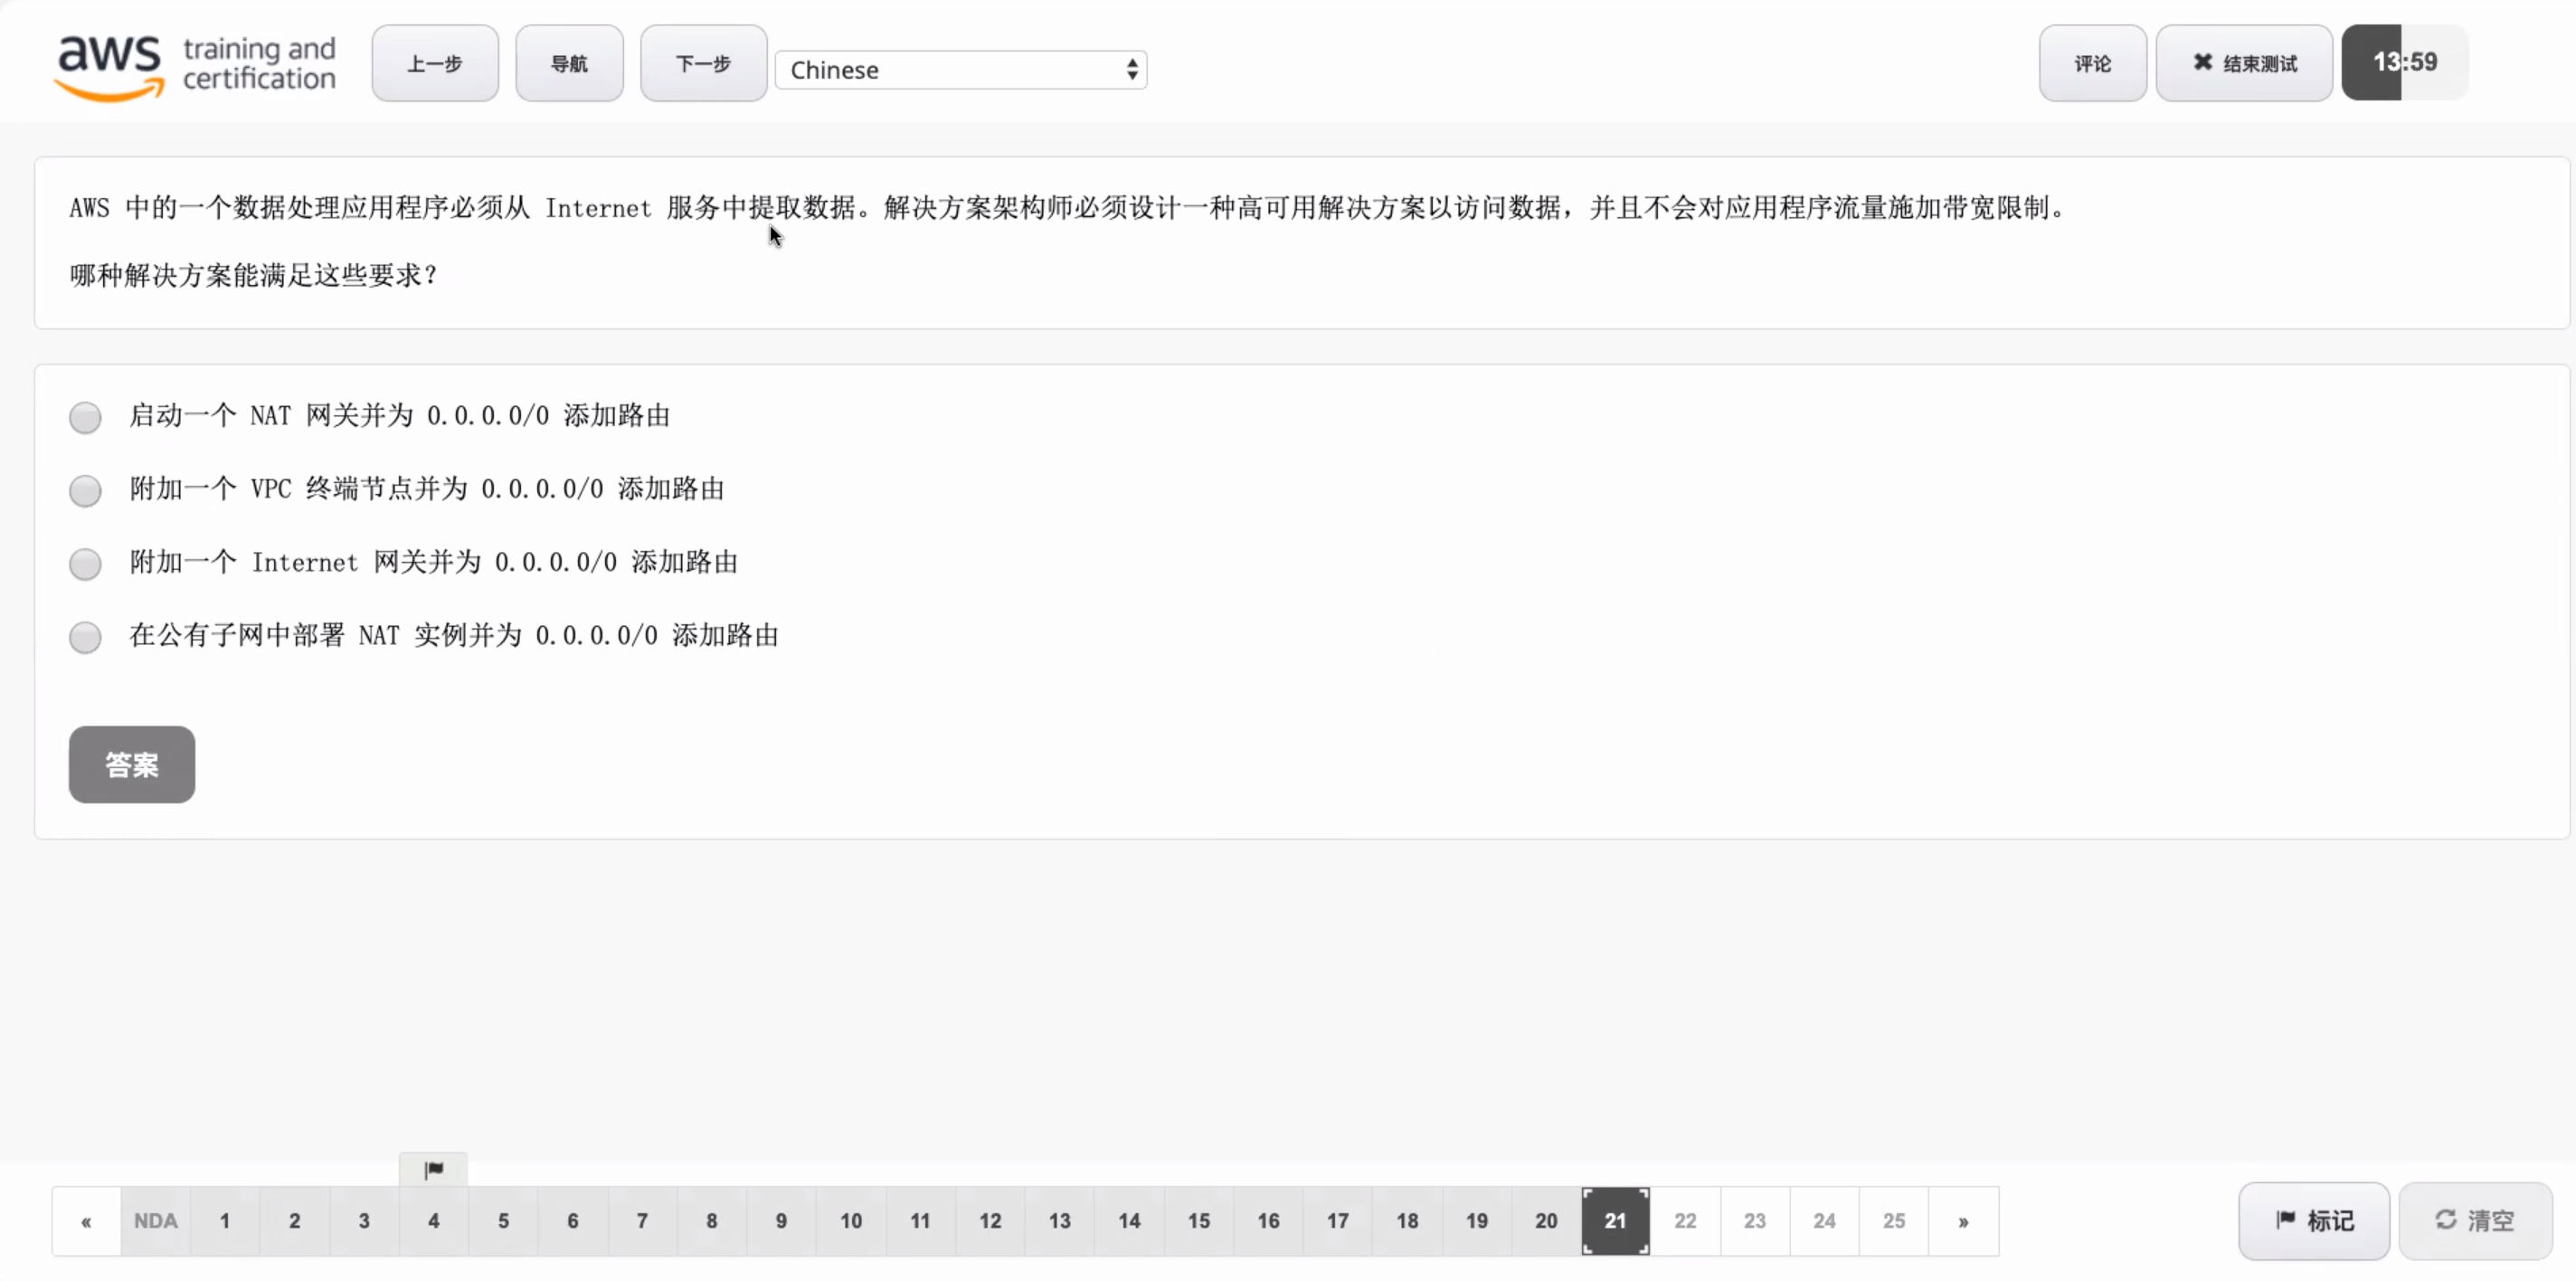 aws training and certification
上一步
导航
下一步
Chinese
评论
✖ 结束测试
13:59
AWS 中的一个数据处理应用程序必须从 Internet 服务中提取数据。解决方案架构师必须设计一种高可用解决方案以访问数据，并且不会对应用程序流量施加带宽限制。
哪种解决方案能满足这些要求？
启动一个 NAT 网关并为 0.0.0.0/0 添加路由
附加一个 VPC 终端节点并为 0.0.0.0/0 添加路由
附加一个 Internet 网关并为 0.0.0.0/0 添加路由
在公有子网中部署 NAT 实例并为 0.0.0.0/0 添加路由
答案
« NDA 1 2 3 4 5 6 7 8 9 10 11 12 13 14 15 16 17 18 19 20 21 22 23 24 25 »
标记
清空